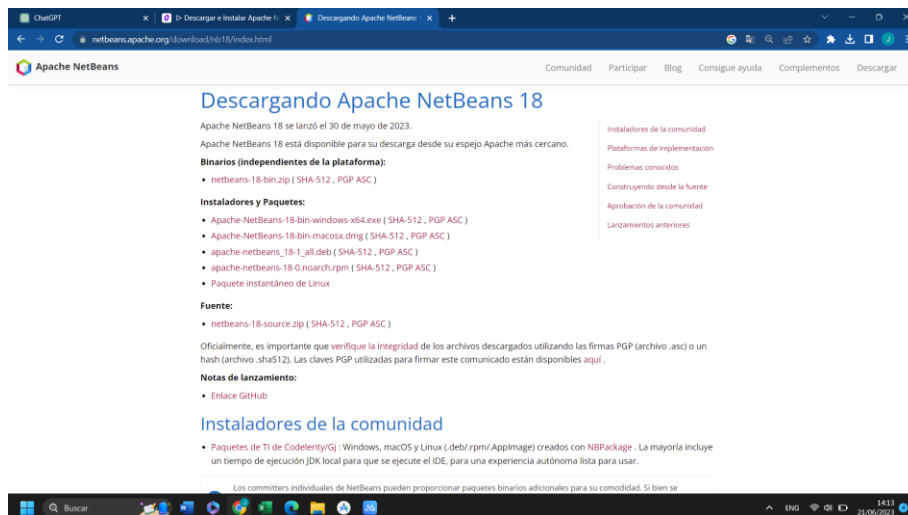 ChatGPT
Descargar e Instalar Apache N
Descargando Apache NetBeans
netbeans.apache.org/download/nb18/index.html
Apache NetBeans
Comunidad Participar Blog Consigue ayuda Complementos Descargar
Descargando Apache NetBeans 18
Apache NetBeans 18 se lanzó el 30 de mayo de 2023.
Apache NetBeans 18 está disponible para su descarga desde su espejo Apache más cercano.
Binarios (independientes de la plataforma):
• netbeans-18-bin.zip ( SHA-512 , PGP ASC )
Instaladores y Paquetes:
• Apache-NetBeans-18-bin-windows-x64.exe ( SHA-512 , PGP ASC )
• Apache-NetBeans-18-bin-macosx.dmg ( SHA-512 , PGP ASC )
• apache-netbeans_18-1_all.deb ( SHA-512 , PGP ASC )
• apache-netbeans-18-0.noarch.rpm ( SHA-512 , PGP ASC )
• Paquete instantáneo de Linux
Fuente:
• netbeans-18-source.zip ( SHA-512 , PGP ASC )
Oficialmente, es importante que verifique la integridad de los archivos descargados utilizando las firmas PGP (archivo .asc) o un
hash (archivo .sha512). Las claves PGP utilizadas para firmar este comunicado están disponibles aquí .
Notas de lanzamiento:
• Enlace GitHub
Instaladores de la comunidad
• Paquetes de TI de Codelerity/Gj : Windows, macOS y Linux (.deb/.rpm/.AppImage) creados con NBPackage . La mayoría incluye
un tiempo de ejecución JDK local para que se ejecute el IDE, para una experiencia autónoma lista para usar.
Los committers individuales de NetBeans pueden proporcionar paquetes binarios adicionales para su comodidad. Si bien se
Instaladores de la comunidad
Plataformas de implementación
Problemas conocidos
Construyendo desde la fuente
Aprobación de la comunidad
Lanzamientos anteriores
Buscar
ENG
14:13
21/06/2023